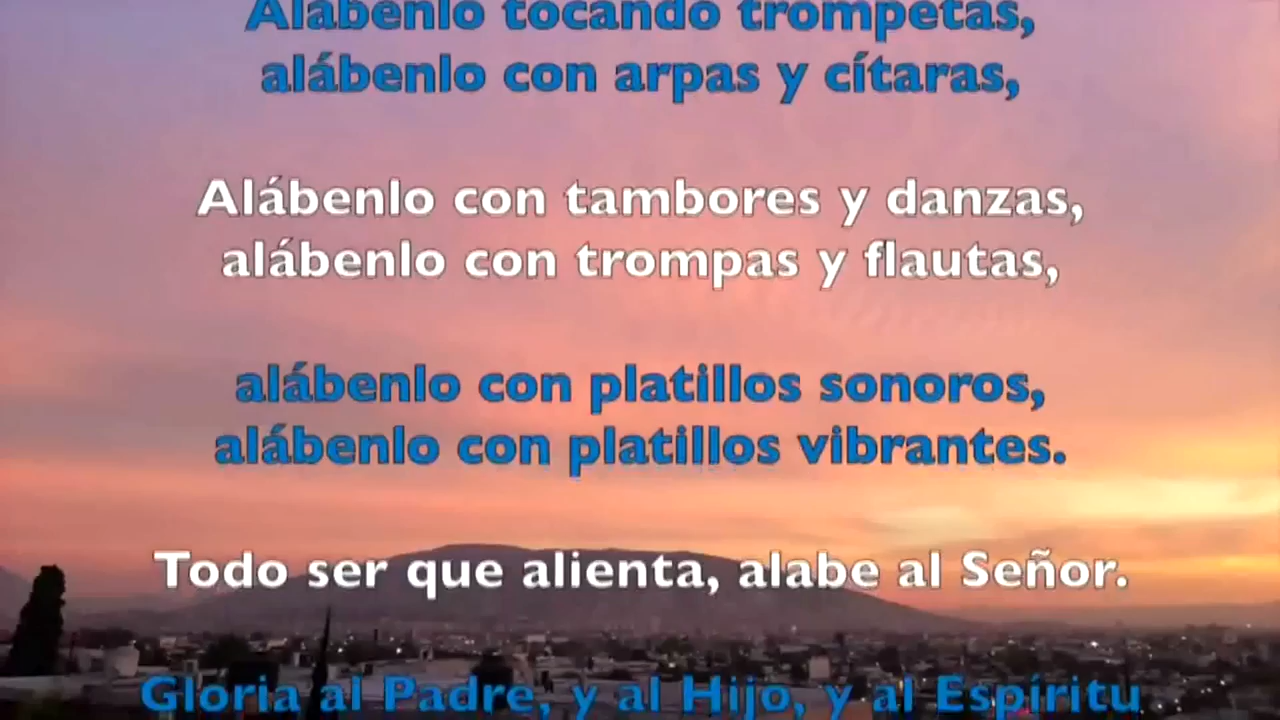 Alábenlo tocando trompetas,
alábenlo con arpas y cítaras,
Alábenlo con tambores y danzas,
alábenlo con trompas y flautas,
alábenlo con platillos sonoros,
alábenlo con platillos vibrantes.
Todo ser que alienta, alabe al Señor.
Gloria al Padre, y al Hijo, y al Espíritu